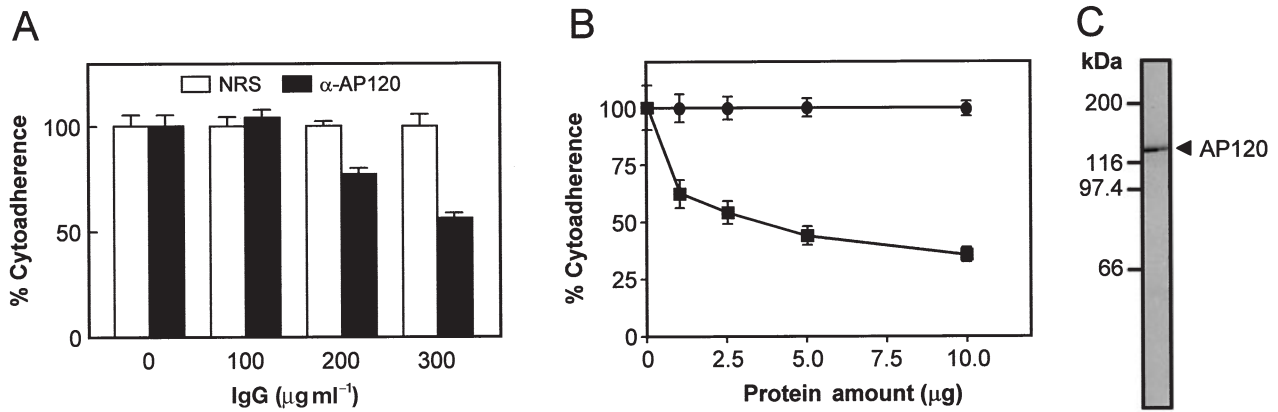 A
NRS α-AP120
% Cytoadherence
100
50
0
0 100 200 300
IgG (μg ml⁻¹)
B
% Cytoadherence
100
75
50
25
0
0 2.5 5.0 7.5 10.0
Protein amount (μg)
C
kDa
200
116
97.4
66
AP120